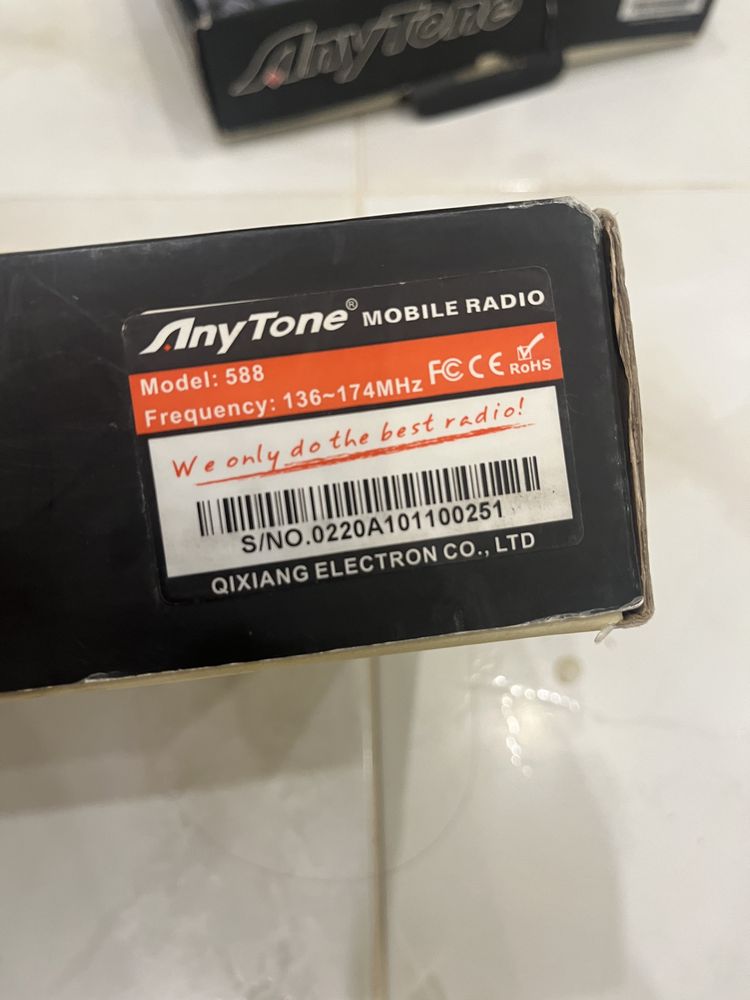 AnyTone
AnyTone® MOBILE RADIO
Model: 588
Frequency: 136~174MHz FC CE RoHS
We only do the best radio!
S/NO.0220A101100251
QIXIANG ELECTRON CO., LTD